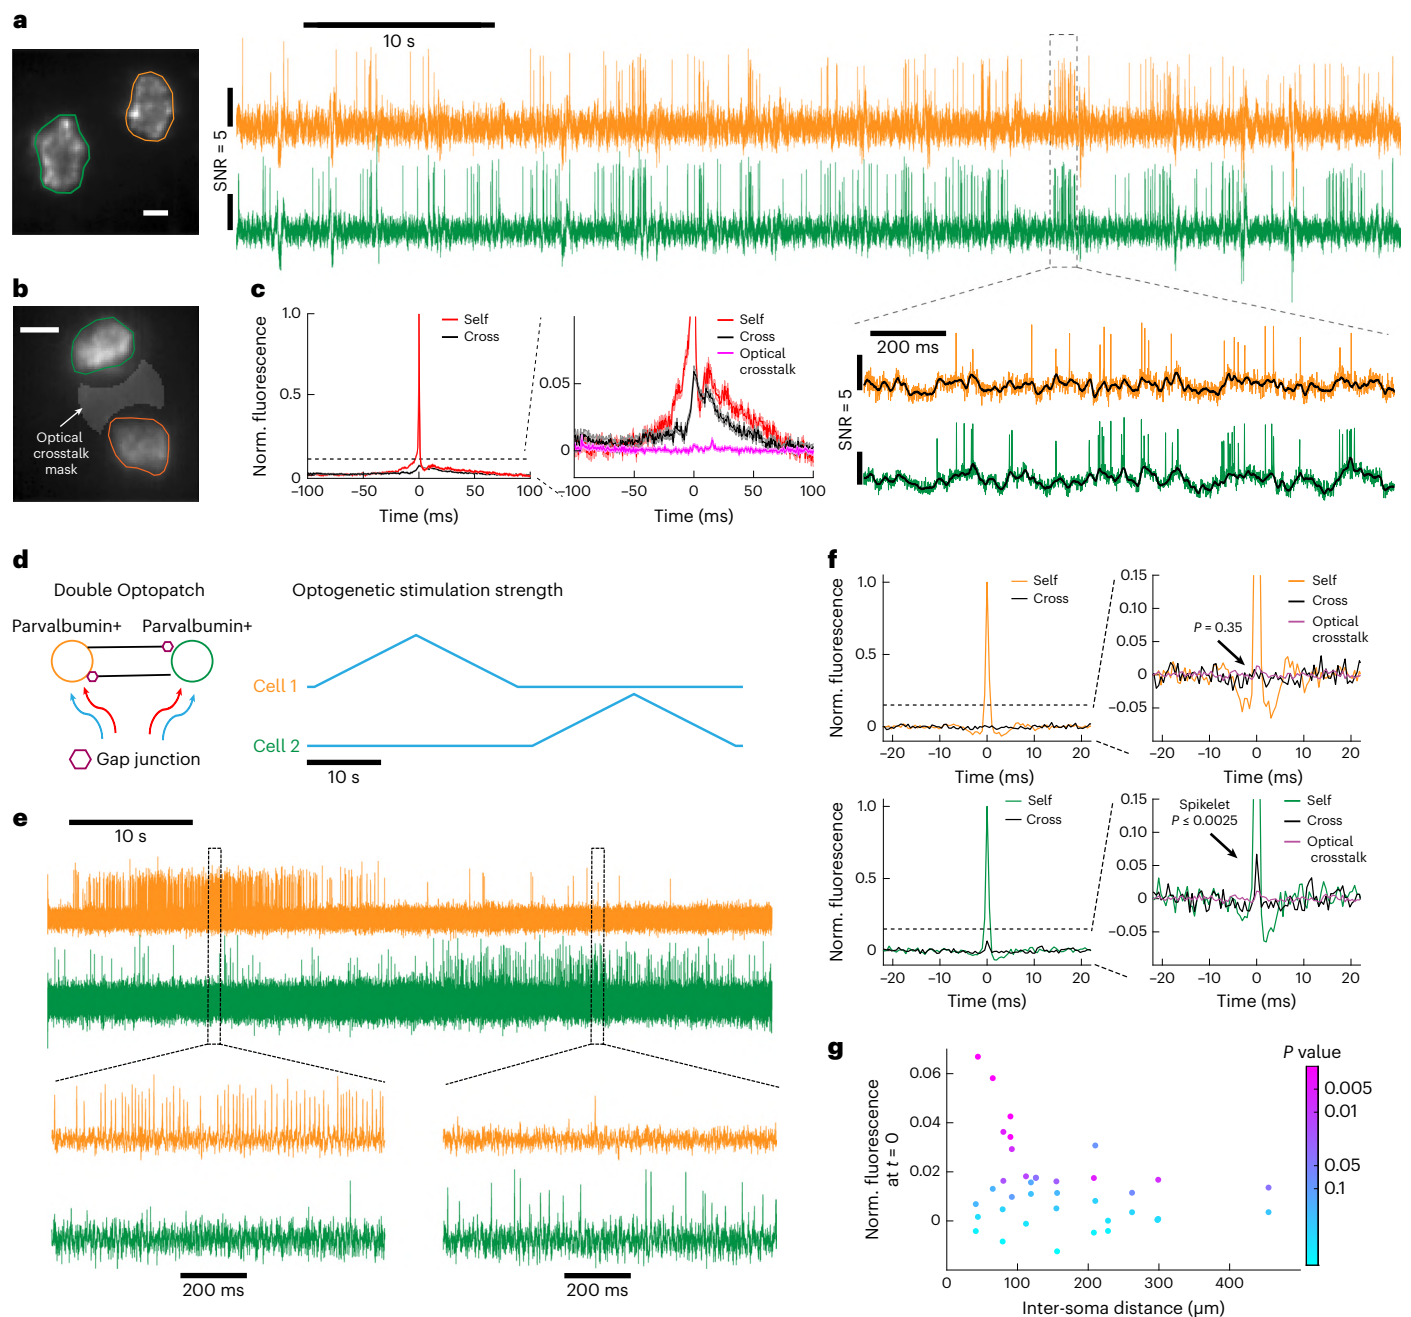 a
10 s
SNR = 5
b
Optical
crosstalk
mask
c
Norm. fluorescence
1.0
0.5
0
−100
−50
0
50
100
Time (ms)
Self
Cross
0.05
0
−100
−50
0
50
100
Time (ms)
Self
Cross
Optical
crosstalk
200 ms
SNR = 5
d
Double Optopatch
Parvalbumin+ Parvalbumin+
Gap junction
Optogenetic stimulation strength
Cell 1
Cell 2
10 s
e
10 s
200 ms
200 ms
f
Norm. fluorescence
1.0
0.5
0
−20
−10
0
10
20
Time (ms)
Self
Cross
0.15
0.10
0.05
0
−0.05
−20
−10
0
10
20
Time (ms)
P = 0.35
Self
Cross
Optical
crosstalk
Norm. fluorescence
1.0
0.5
0
−20
−10
0
10
20
Time (ms)
Self
Cross
0.15
0.10
0.05
0
−0.05
−20
−10
0
10
20
Time (ms)
Spikelet
P ≤ 0.0025
Self
Cross
Optical
crosstalk
g
Norm. fluorescence
at t = 0
0.06
0.04
0.02
0
0
100
200
300
400
Inter-soma distance (µm)
P value
0.005
0.01
0.05
0.1